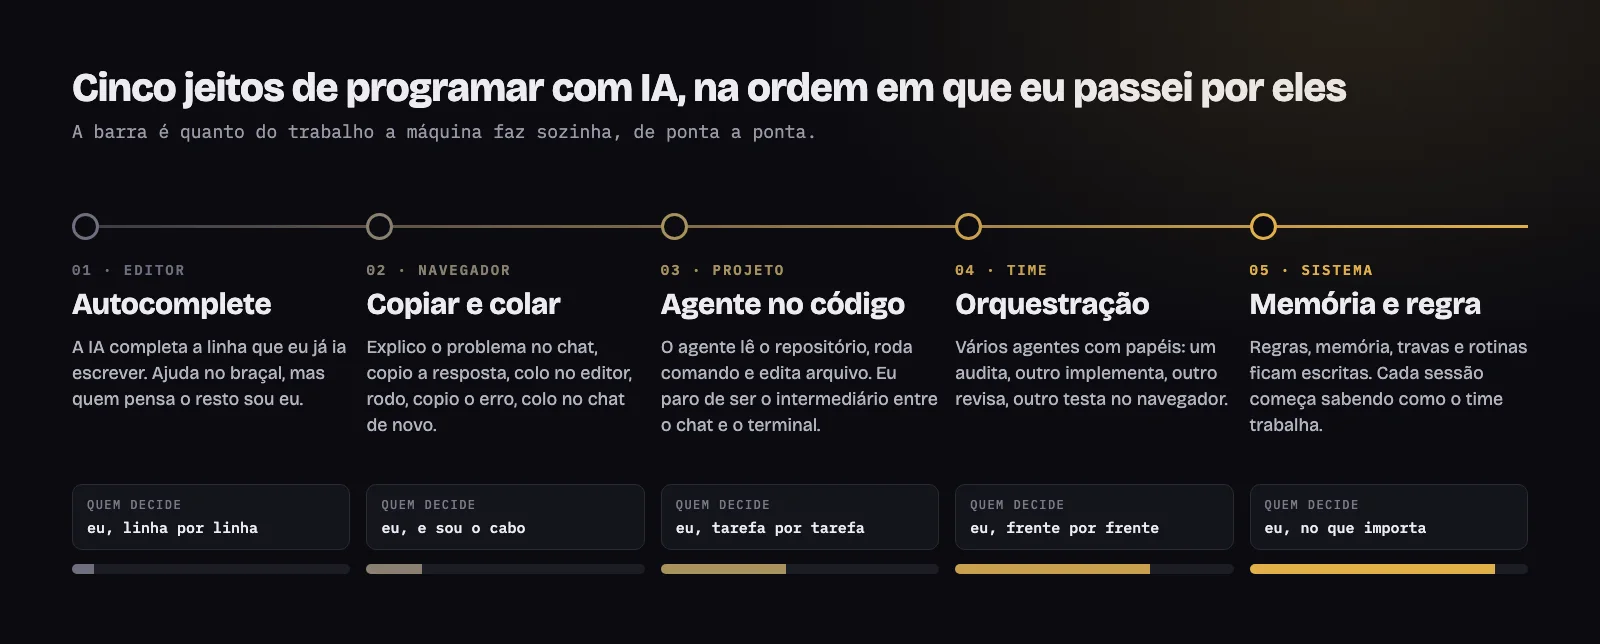 Cinco jeitos de programar com IA, na ordem em que eu passei por eles
A barra é quanto do trabalho a máquina faz sozinha, de ponta a ponta.
01 · EDITOR
Autocomplete
A IA completa a linha que eu já ia
escrever. Ajuda no braçal, mas
quem pensa o resto sou eu.
QUEM DECIDE
eu, linha por linha
02 · NAVEGADOR
Copiar e colar
Explico o problema no chat,
copio a resposta, colo no editor,
rodo, copio o erro, colo no chat
de novo.
QUEM DECIDE
eu, e sou o cabo
03 · PROJETO
Agente no código
O agente lê o repositório, roda
comando e edita arquivo. Eu
paro de ser o intermediário entre
o chat e o terminal.
QUEM DECIDE
eu, tarefa por tarefa
04 · TIME
Orquestração
Vários agentes com papéis: um
audita, outro implementa, outro
revisa, outro testa no navegador.
QUEM DECIDE
eu, frente por frente
05 · SISTEMA
Memória e regra
Regras, memória, travas e rotinas
ficam escritas. Cada sessão
começa sabendo como o time
trabalha.
QUEM DECIDE
eu, no que importa